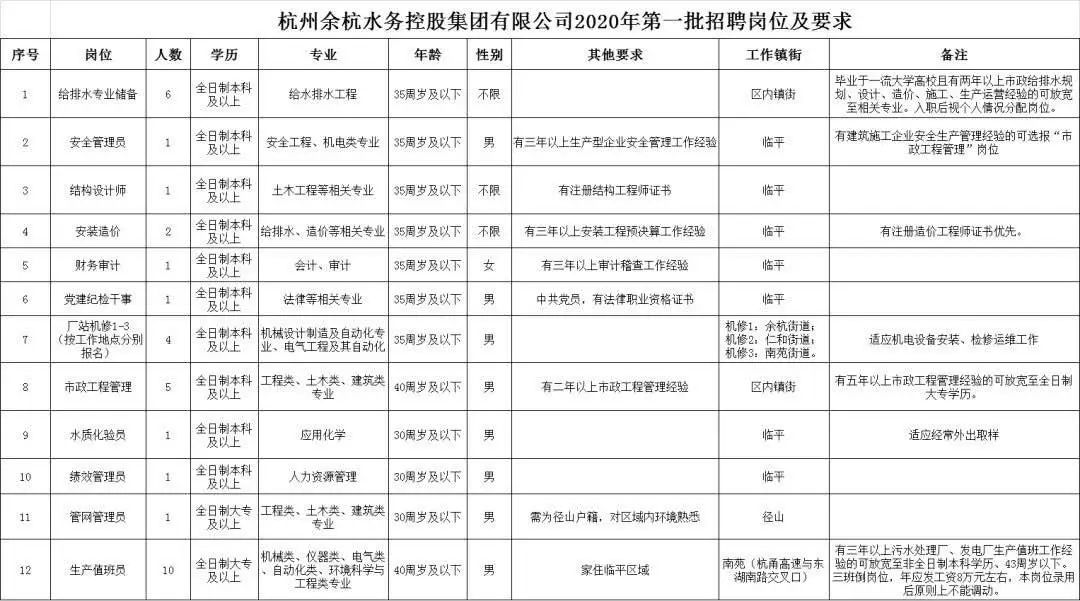 杭州余杭水务控股集团有限公司2020年第一批招聘岗位及要求
序号 岗位 人数 学历 专业 年龄 性别 其他要求 工作镇街 备注
1 给排水专业储备 6 全日制本科及以上 给水排水工程 35周岁及以下 不限 区内镇街 毕业于一流大学高校且有两年以上市政给排水规划、设计、造价、施工、生产运营经验的可放宽至相关专业。入职后视个人情况分配岗位。
2 安全管理员 1 全日制本科及以上 安全工程、机电类专业 35周岁及以下 男 有三年以上生产型企业安全管理工作经验 临平 有建筑施工企业安全生产管理经验的可选报“市政工程管理”岗位
3 结构设计师 1 全日制本科及以上 土木工程等相关专业 35周岁及以下 不限 有注册结构工程师证书 临平
4 安装造价 2 全日制本科及以上 给排水、造价等相关专业 35周岁及以下 不限 有三年以上安装工程预决算工作经验 临平 有注册造价工程师证书优先。
5 财务审计 1 全日制本科及以上 会计、审计 35周岁及以下 女 有三年以上审计稽查工作经验 临平
6 党建纪检干事 1 全日制本科及以上 法律等相关专业 35周岁及以下 男 中共党员，有法律职业资格证书 临平
7 厂站机修1-3（按工作地点分别报名） 4 全日制本科及以上 机械设计制造及自动化专业、电气工程及其自动化 35周岁及以下 男 机修1：余杭街道；机修2：仁和街道；机修3：南苑街道。 适应机电设备安装、检修运维工作
8 市政工程管理 5 全日制本科及以上 工程类、土木类、建筑类专业 40周岁及以下 男 有二年以上市政工程管理经验 区内镇街 有五年以上市政工程管理经验的可放宽至全日制大专学历。
9 水质化验员 1 全日制本科及以上 应用化学 30周岁及以下 男 临平 适应经常外出取样
10 绩效管理员 1 全日制本科及以上 人力资源管理 30周岁及以下 男 临平
11 管网管理员 1 全日制大专及以上 工程类、土木类、建筑类专业 30周岁及以下 男 需为径山户籍，对区域内环境熟悉 径山
12 生产值班员 10 全日制大专及以上 机械类、仪器类、电气类、自动化类、环境科学与工程类专业 40周岁及以下 男 家住临平区域 南苑（杭甬高速与东湖南路交叉口） 有三年以上污水处理厂、发电厂生产值班工作经验的可放宽至非全日制本科学历、43周岁以下。三班倒岗位，年应发工资8万元左右，本岗位录用后原则上不能调动。